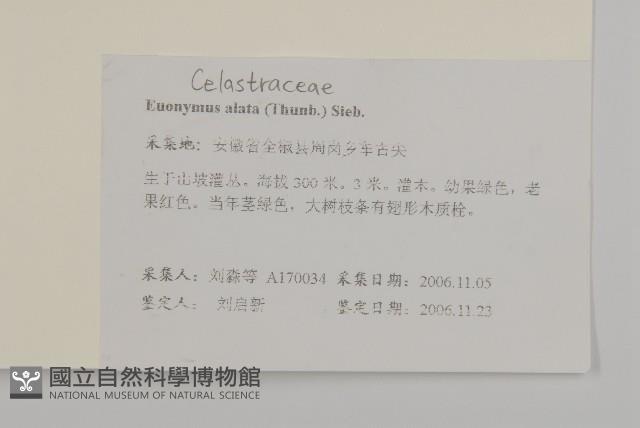 Celastraceae
Euonymus alata (Thunb.) Sieb.
采集地：安徽省全椒县周岗乡车古尖
生于山坡灌丛。海拔 300 米。3 米。灌木。幼果绿色，老
果红色。当年茎绿色，大树枝条有翅形木质栓。
采集人：刘淼等 A170034 采集日期：2006.11.05
鉴定人：刘启新 鉴定日期：2006.11.23
國立自然科學博物館
NATIONAL MUSEUM OF NATURAL SCIENCE